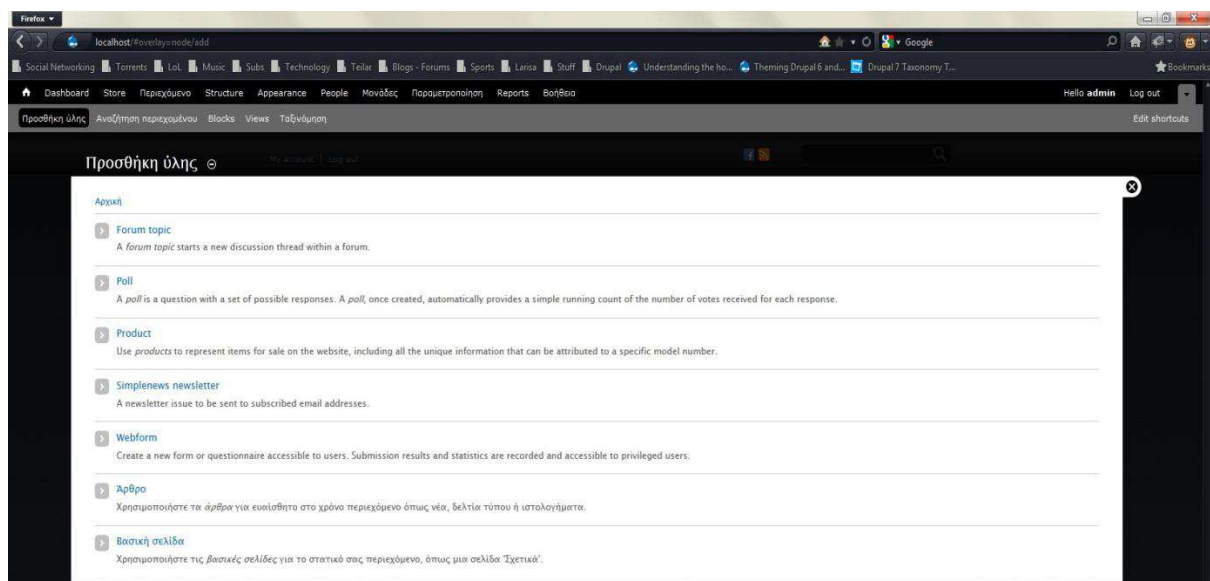 Firefox
localhost/#overlay=node/add
Google
Social Networking Torrents LoL Music Subs Technology Teilar Blogs - Forums Sports Larisa Stuff Drupal Understanding the ho... Theming Drupal 6 and... Drupal 7 Taxonomy T... Bookmarks
Dashboard Store Περιεχόμενο Structure Appearance People Μονάδες Παραμετροποίηση Reports Βοήθεια Hello admin Log out
Προσθήκη ύλης Αναζήτηση περιεχομένου Blocks Views Ταξινόμηση Edit shortcuts
Προσθήκη ύλης My account | Log out
Αρχική
Forum topic
A forum topic starts a new discussion thread within a forum.
Poll
A poll is a question with a set of possible responses. A poll, once created, automatically provides a simple running count of the number of votes received for each response.
Product
Use products to represent items for sale on the website, including all the unique information that can be attributed to a specific model number.
Simplenews newsletter
A newsletter issue to be sent to subscribed email addresses.
Webform
Create a new form or questionnaire accessible to users. Submission results and statistics are recorded and accessible to privileged users.
Άρθρο
Χρησιμοποιήστε τα άρθρα για ευαίσθητο στο χρόνο περιεχόμενο όπως νέα, δελτία τύπου ή ιστολογήματα.
Βασική σελίδα
Χρησιμοποιήστε τις βασικές σελίδες για το στατικό σας περιεχόμενο, όπως μια σελίδα 'Σχετικά'.